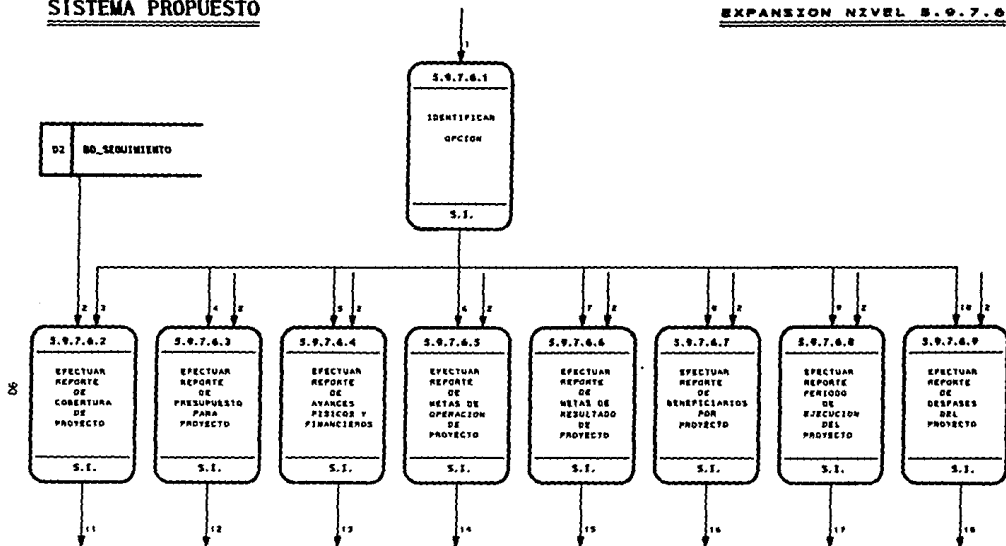 SISTEMA PROPUESTO
EXPANSION NIVEL 5.9.7.6
1
5.9.7.6.1
IDENTIFICAR
OPCION
S.I.
D2 BD_SEGUIMIENTO
2 3 4 2 5 2 6 2 7 2 8 2 9 2 10 2
5.9.7.6.2
EFECTUAR
REPORTE
DE
COBERTURA
DE
PROYECTO
S.I.
5.9.7.6.3
EFECTUAR
REPORTE
DE
PRESUPUESTO
PARA
PROYECTO
S.I.
5.9.7.6.4
EFECTUAR
REPORTE
DE
AVANCES
FISICOS Y
FINANCIEROS
S.I.
5.9.7.6.5
EFECTUAR
REPORTE
DE
METAS DE
OPERACION
DE
PROYECTO
S.I.
5.9.7.6.6
EFECTUAR
REPORTE
DE
METAS DE
RESULTADO
DE
PROYECTO
S.I.
5.9.7.6.7
EFECTUAR
REPORTE
DE
BENEFICIARIOS
POR
PROYECTO
S.I.
5.9.7.6.8
EFECTUAR
REPORTE
PERIODO
DE
EJECUCION
DEL
PROYECTO
S.I.
5.9.7.6.9
EFECTUAR
REPORTE
DE
DESFASES
DEL
PROYECTO
S.I.
11 12 13 14 15 16 17 18